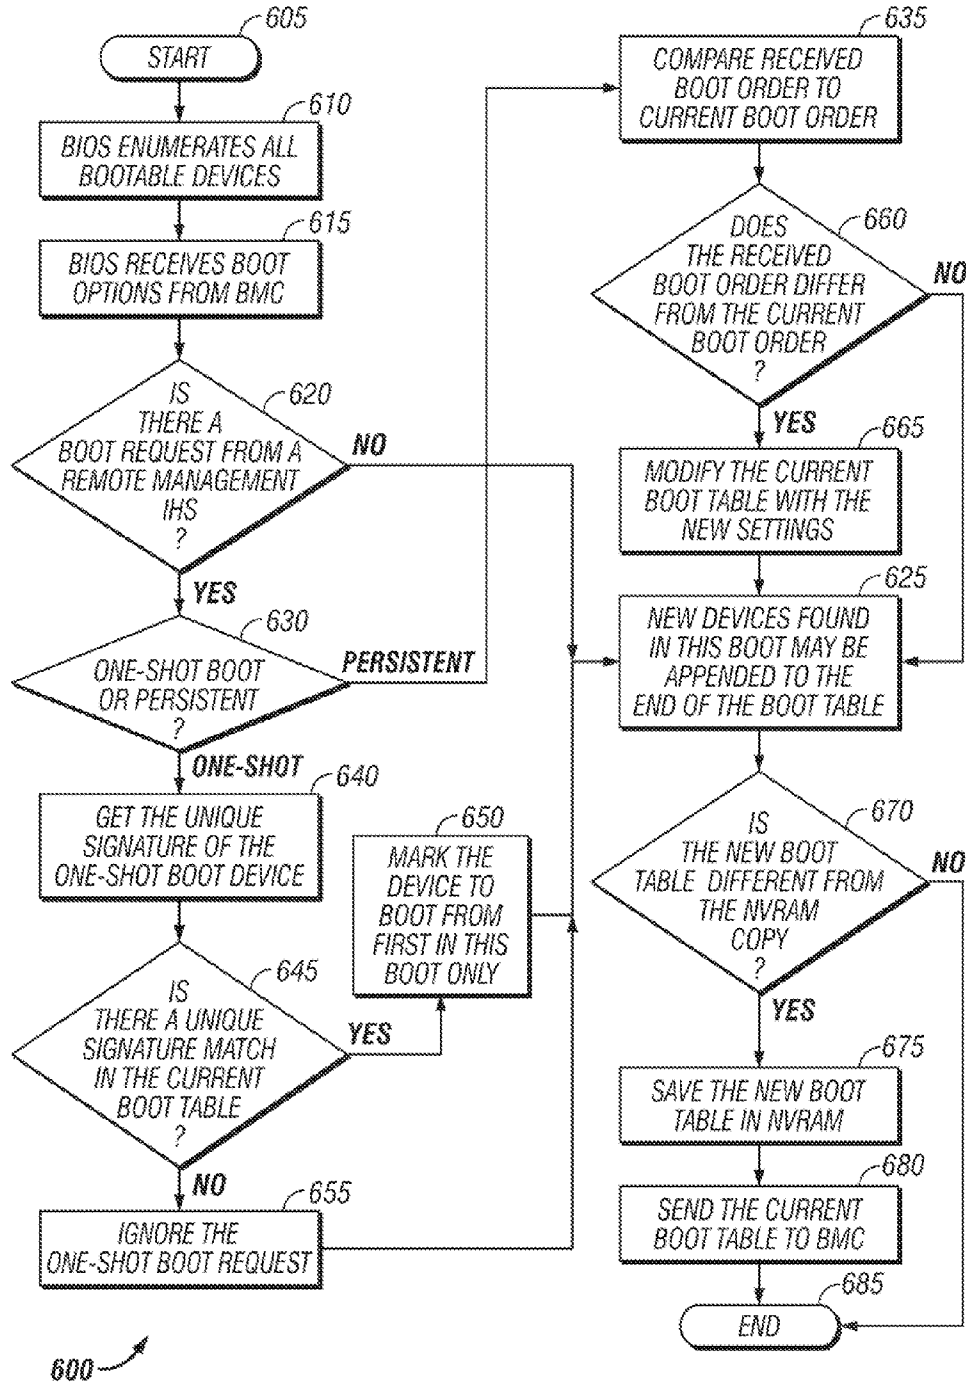 605
START
610
BIOS ENUMERATES ALL
BOOTABLE DEVICES
615
BIOS RECEIVES BOOT
OPTIONS FROM BMC
620
IS
THERE A
BOOT REQUEST FROM A
REMOTE MANAGEMENT
IHS
?
NO
YES
630
ONE-SHOT BOOT
OR PERSISTENT
?
PERSISTENT
ONE-SHOT
640
GET THE UNIQUE
SIGNATURE OF THE
ONE-SHOT BOOT DEVICE
645
IS
THERE A UNIQUE
SIGNATURE MATCH
IN THE CURRENT
BOOT TABLE
?
YES
NO
650
MARK THE
DEVICE TO
BOOT FROM
FIRST IN THIS
BOOT ONLY
655
IGNORE THE
ONE-SHOT BOOT REQUEST
635
COMPARE RECEIVED
BOOT ORDER TO
CURRENT BOOT ORDER
660
DOES
THE RECEIVED
BOOT ORDER DIFFER
FROM THE CURRENT
BOOT ORDER
?
NO
YES
665
MODIFY THE CURRENT
BOOT TABLE WITH THE
NEW SETTINGS
625
NEW DEVICES FOUND
IN THIS BOOT MAY BE
APPENDED TO THE
END OF THE BOOT TABLE
670
IS
THE NEW BOOT
TABLE DIFFERENT FROM
THE NVRAM
COPY
?
NO
YES
675
SAVE THE NEW BOOT
TABLE IN NVRAM
680
SEND THE CURRENT
BOOT TABLE TO BMC
685
END
600